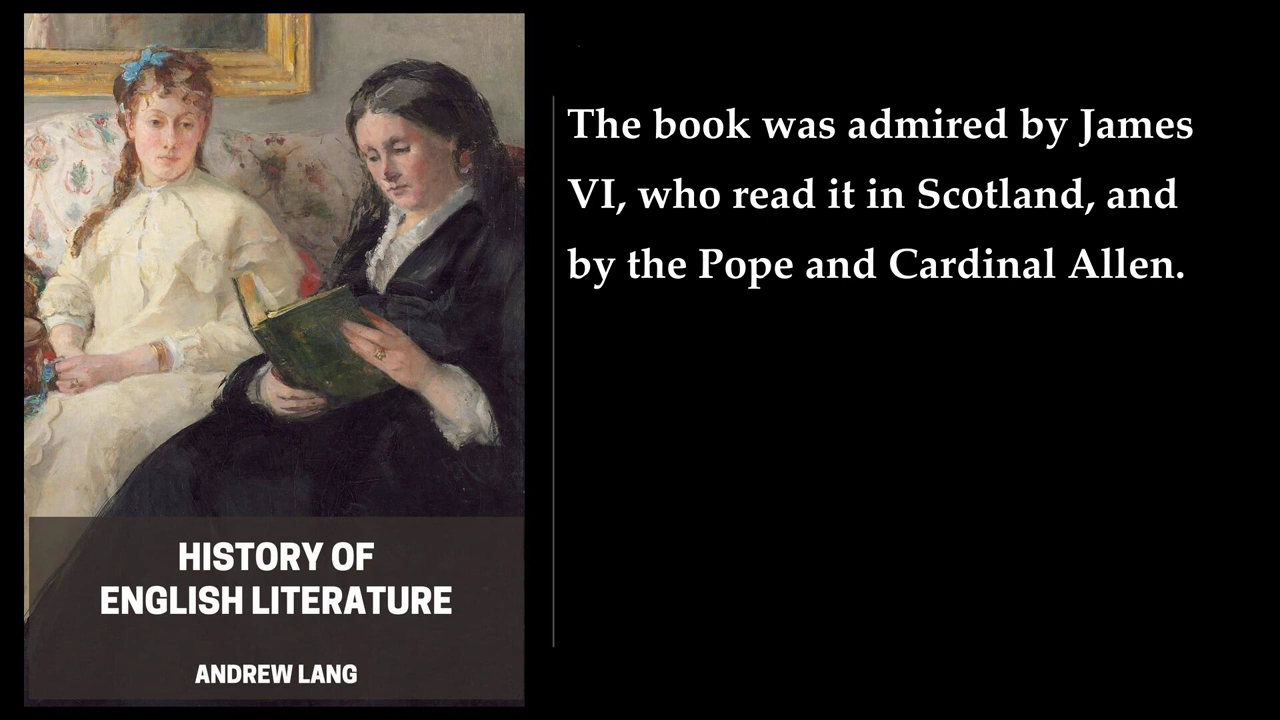 HISTORY OF
ENGLISH LITERATURE
ANDREW LANG
The book was admired by James
VI, who read it in Scotland, and
by the Pope and Cardinal Allen.